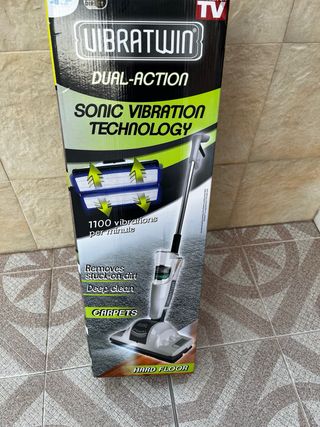 TV
VIBRATWIN
DUAL-ACTION
SONIC VIBRATION
TECHNOLOGY
1100 vibrations
per minute
Removes
stuck-on dirt
Deep clean
CARPETS
HARD FLOOR